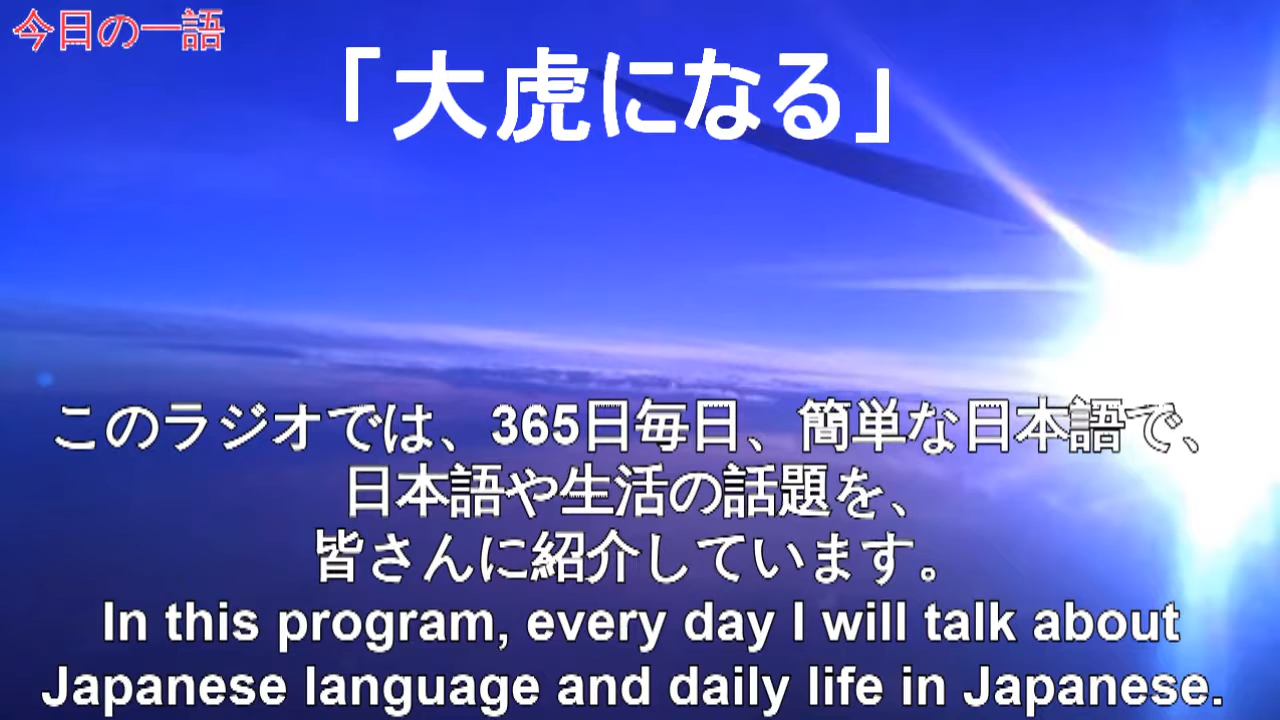 今日の一語
「大虎になる」
このラジオでは、365日毎日、簡単な日本語で、
日本語や生活の話題を、
皆さんに紹介しています。
In this program, every day I will talk about
Japanese language and daily life in Japanese.